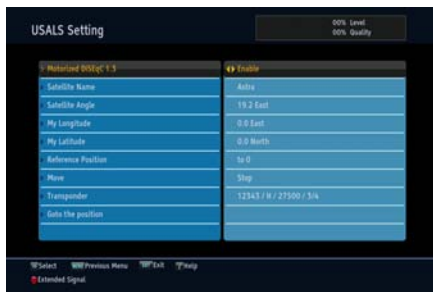 USALS Setting
00% Level
00% Quality
Motorized DiSEqC 1.3 Enable
Satellite Name Astra
Satellite Angle 19.2 East
My Longitude 0.0 East
My Latitude 0.0 North
Reference Position to 0
Move Stop
Transponder 12343 / H / 27500 / 3/4
Goto the position
Select Previous Menu Exit Help
Extended Signal